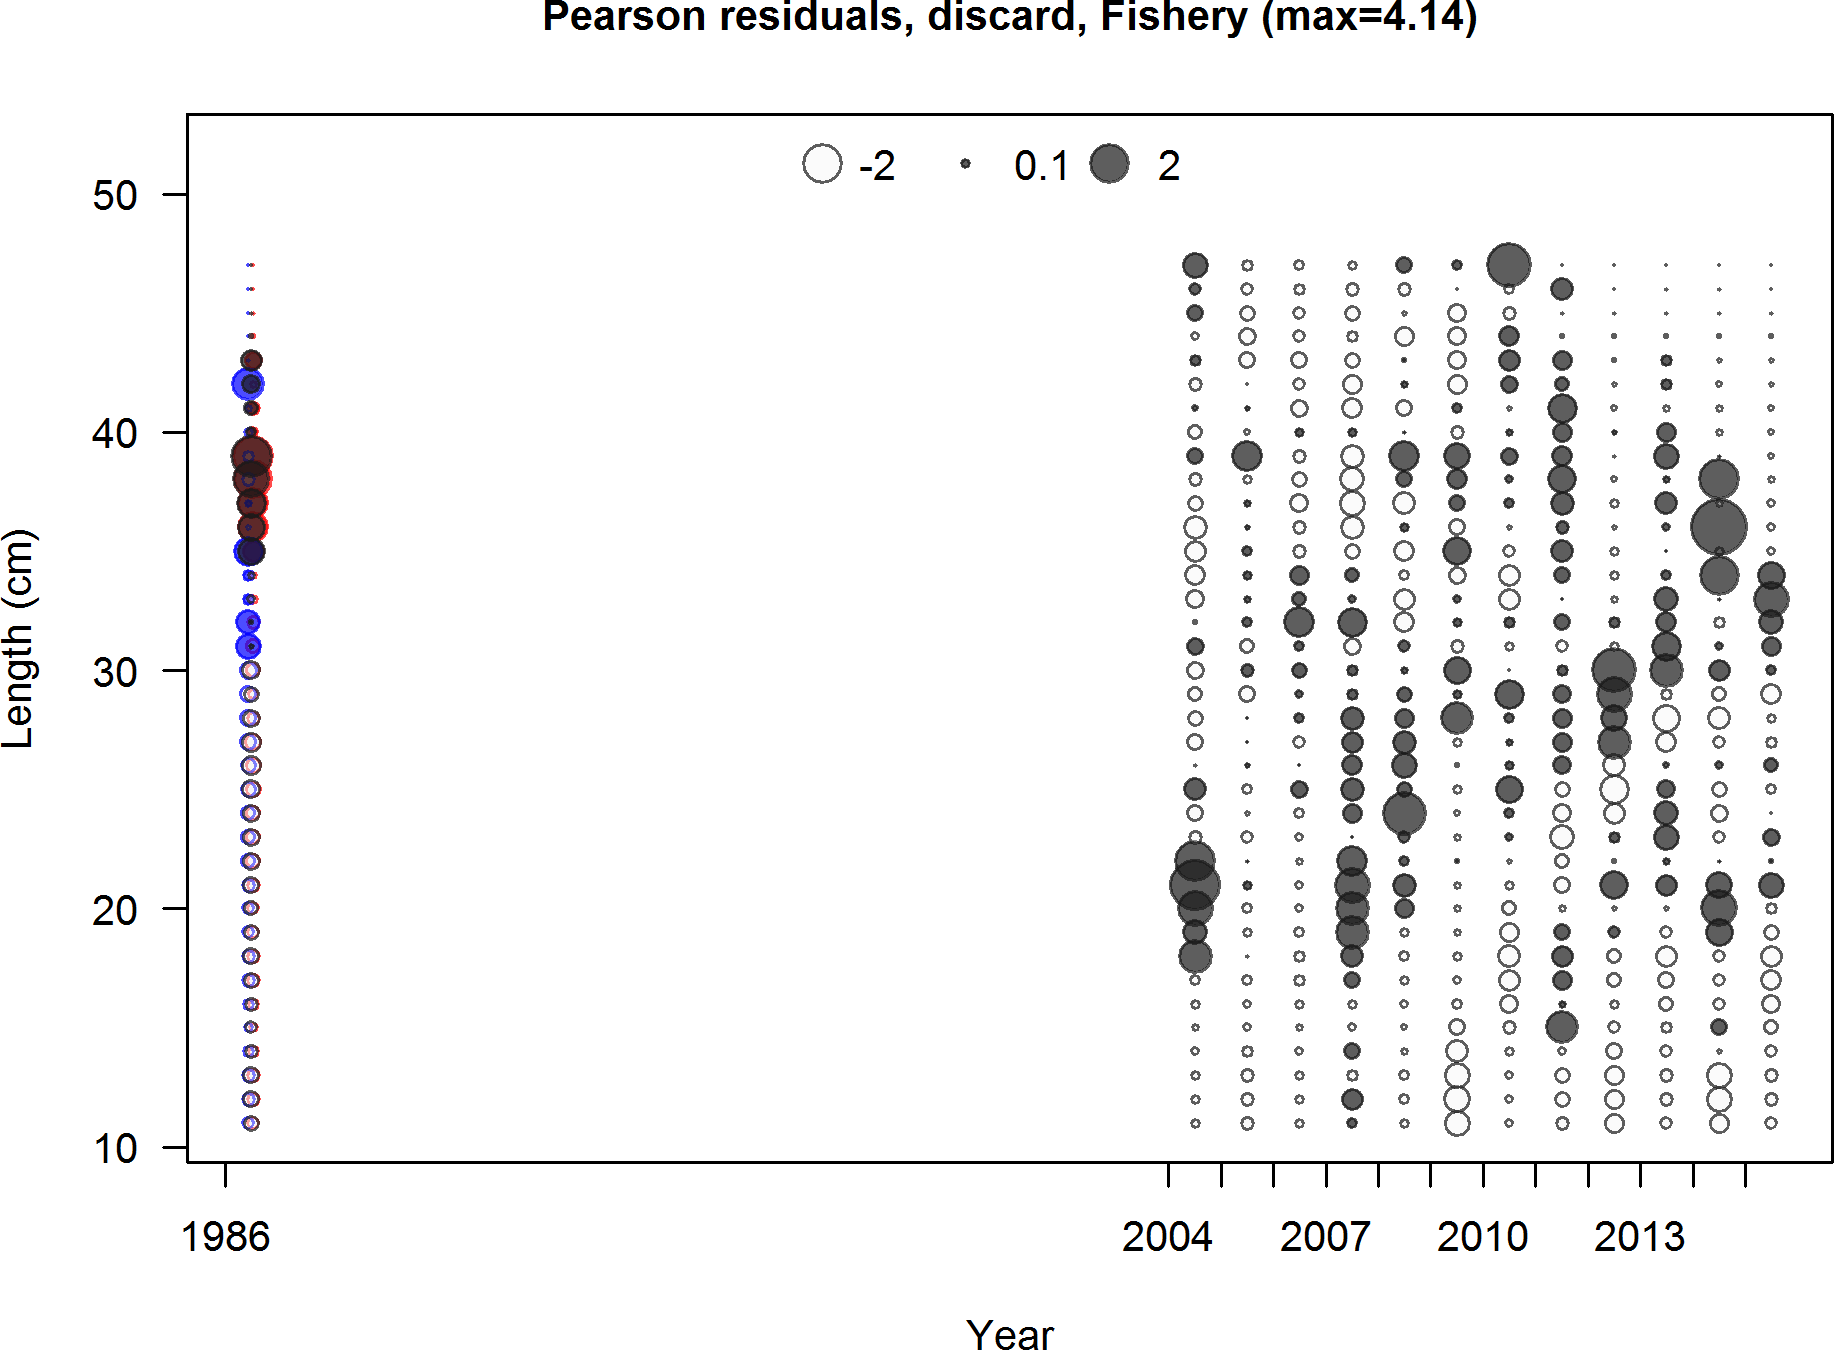 Pearson residuals, discard, Fishery (max=4.14)
-2 0.1 2
50
40
30
20
10
Length (cm)
1986 2004 2007 2010 2013
Year